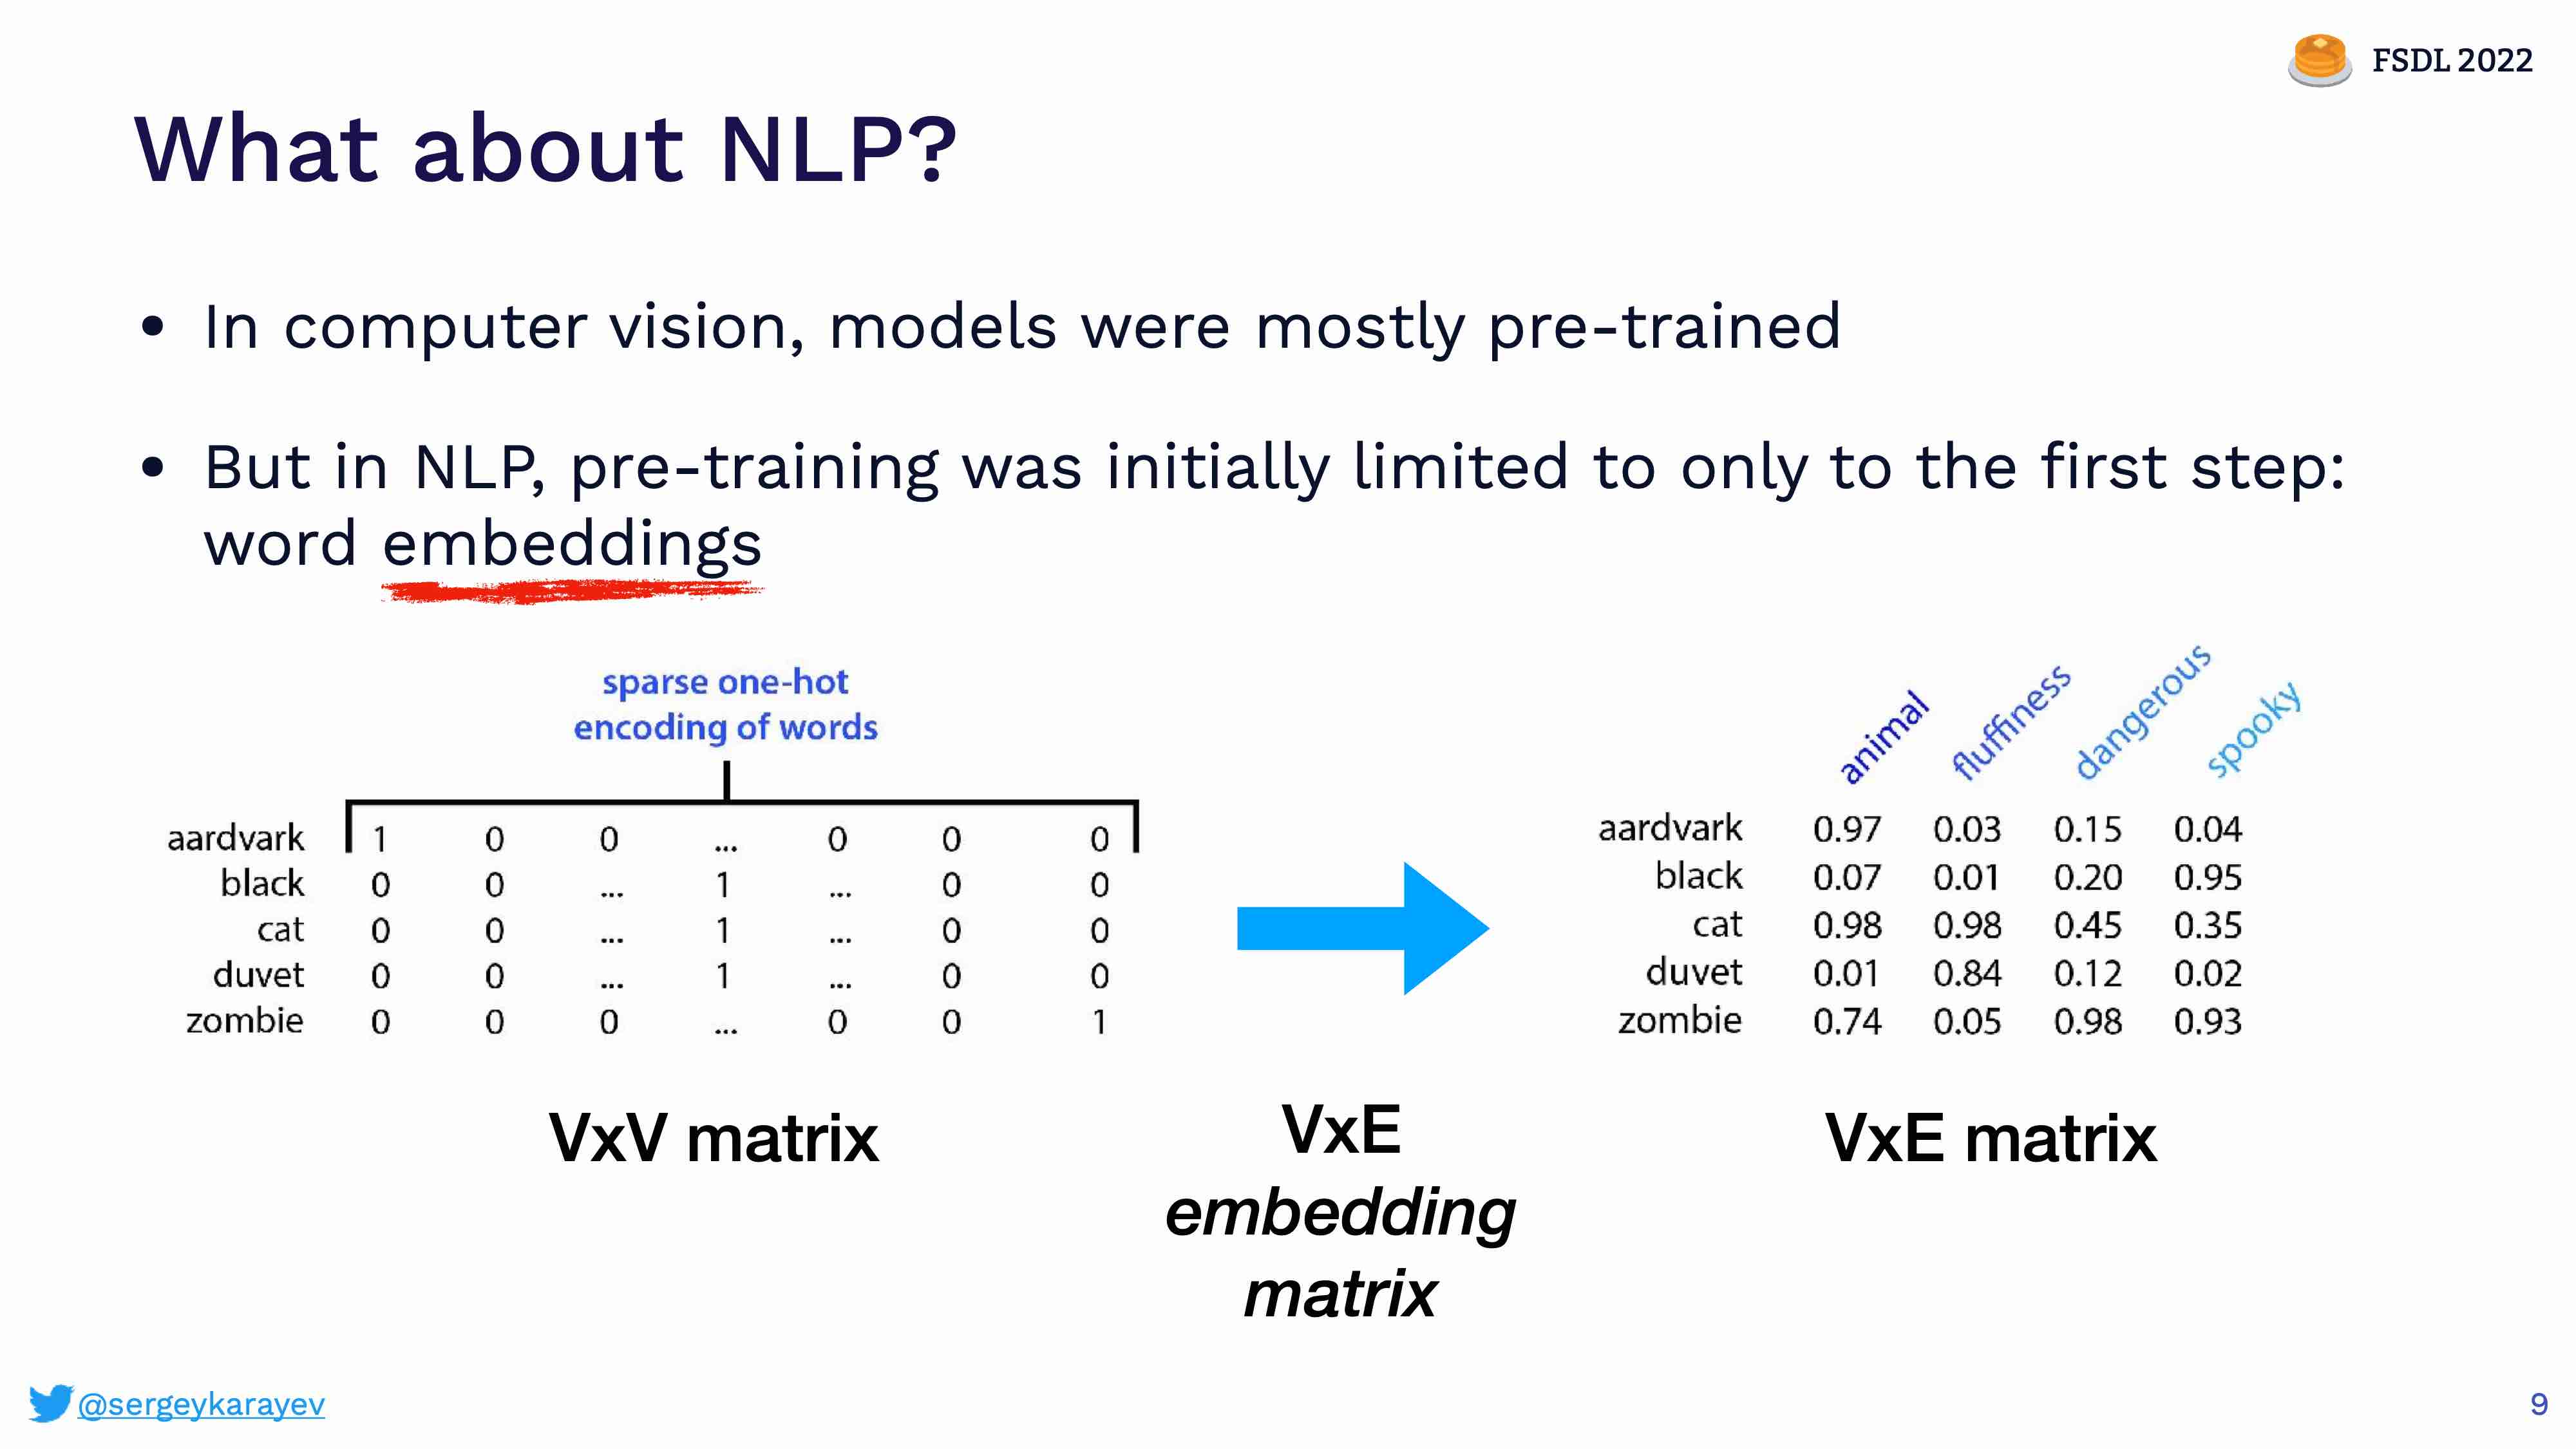 FSDL 2022
What about NLP?
• In computer vision, models were mostly pre-trained
• But in NLP, pre-training was initially limited to only to the first step:
word embeddings
sparse one-hot
encoding of words
aardvark 1 0 0 ... 0 0 0
black 0 0 ... 1 ... 0 0
cat 0 0 ... 1 ... 0 0
duvet 0 0 ... 1 ... 0 0
zombie 0 0 0 ... 0 0 1
VxV matrix
VxE
embedding
matrix
animal fluffiness dangerous spooky
aardvark 0.97 0.03 0.15 0.04
black 0.07 0.01 0.20 0.95
cat 0.98 0.98 0.45 0.35
duvet 0.01 0.84 0.12 0.02
zombie 0.74 0.05 0.98 0.93
VxE matrix
@sergeykarayev
9